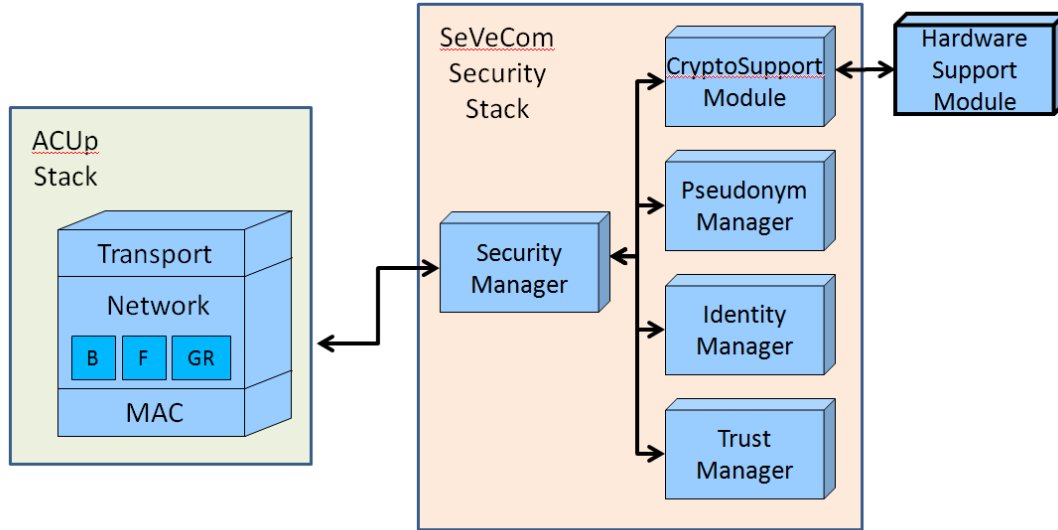 ACUp
Stack
Transport
Network
B
F
GR
MAC
SeVeCom
Security
Stack
Security
Manager
CryptoSupport
Module
Pseudonym
Manager
Identity
Manager
Trust
Manager
Hardware
Support
Module